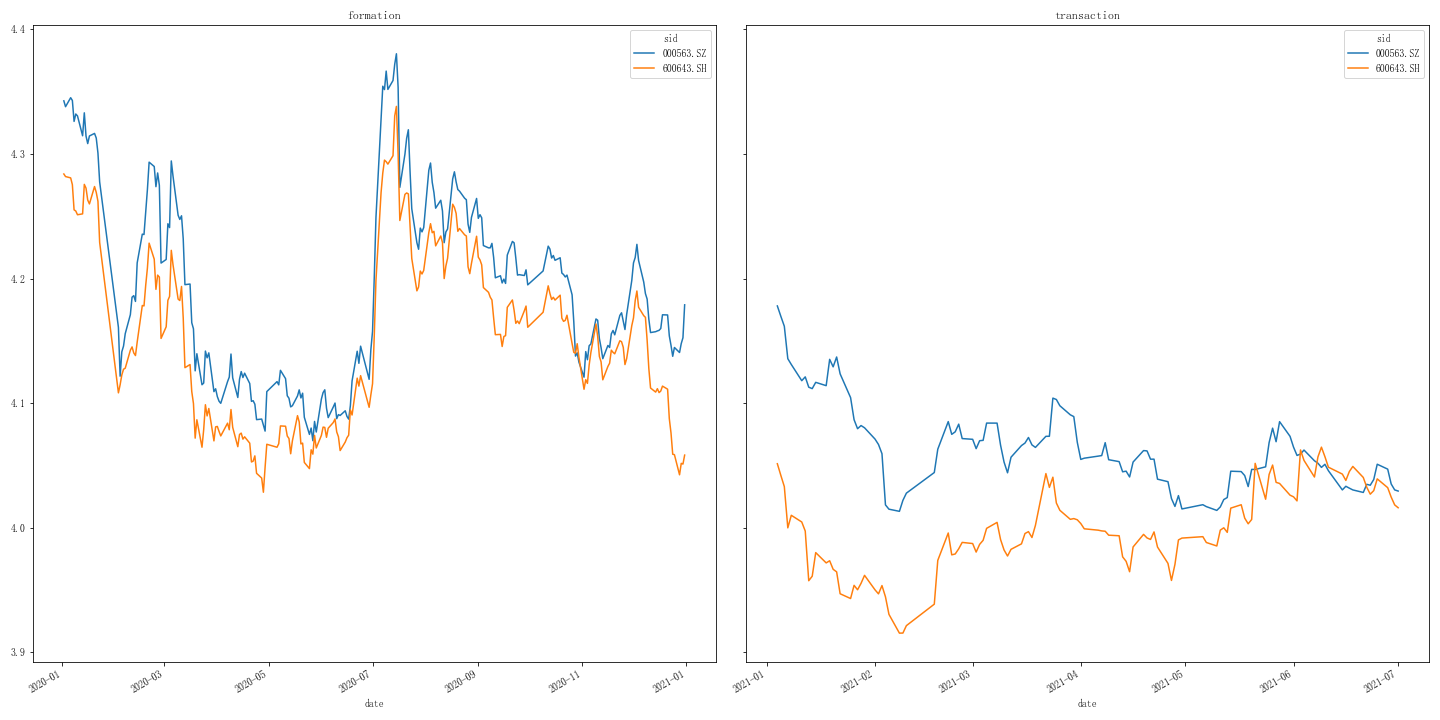 formation
sid
000563.SZ
600643.SH
4.4
4.3
4.2
4.1
4.0
3.9
2020-01
2020-03
2020-05
2020-07
2020-09
2020-11
2021-01
date
transaction
sid
000563.SZ
600643.SH
2021-01
2021-02
2021-03
2021-04
2021-05
2021-06
2021-07
date